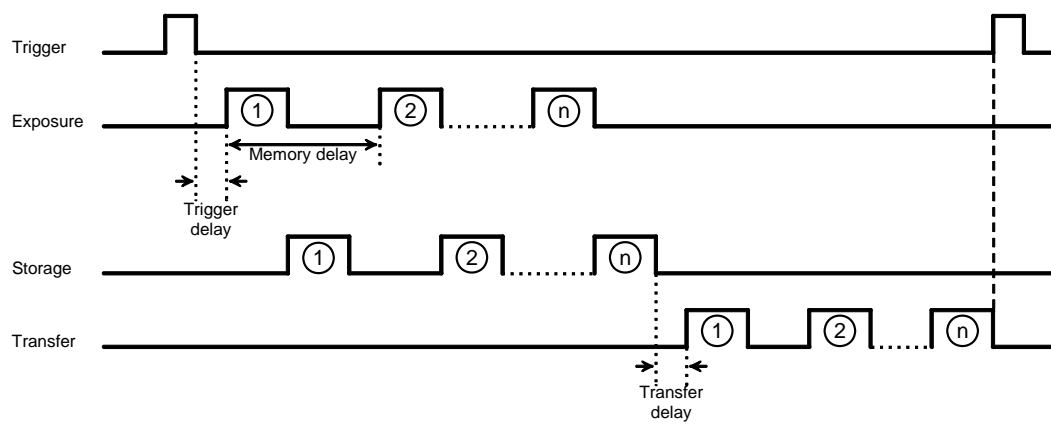 Trigger
Exposure
1
2
n
Memory delay
Trigger
delay
Storage
1
2
n
Transfer
1
2
n
Transfer
delay